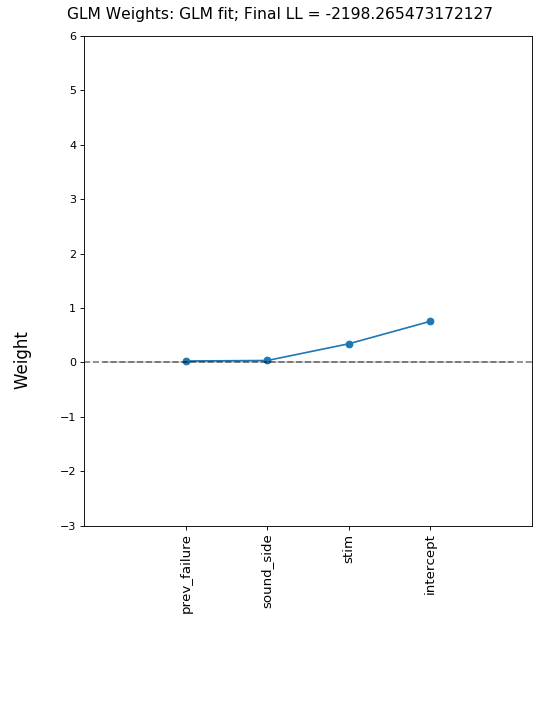 GLM Weights: GLM fit; Final LL = -2198.265473172127
6
5
4
3
2
1
0
−1
−2
−3
Weight
prev_failure
sound_side
stim
intercept